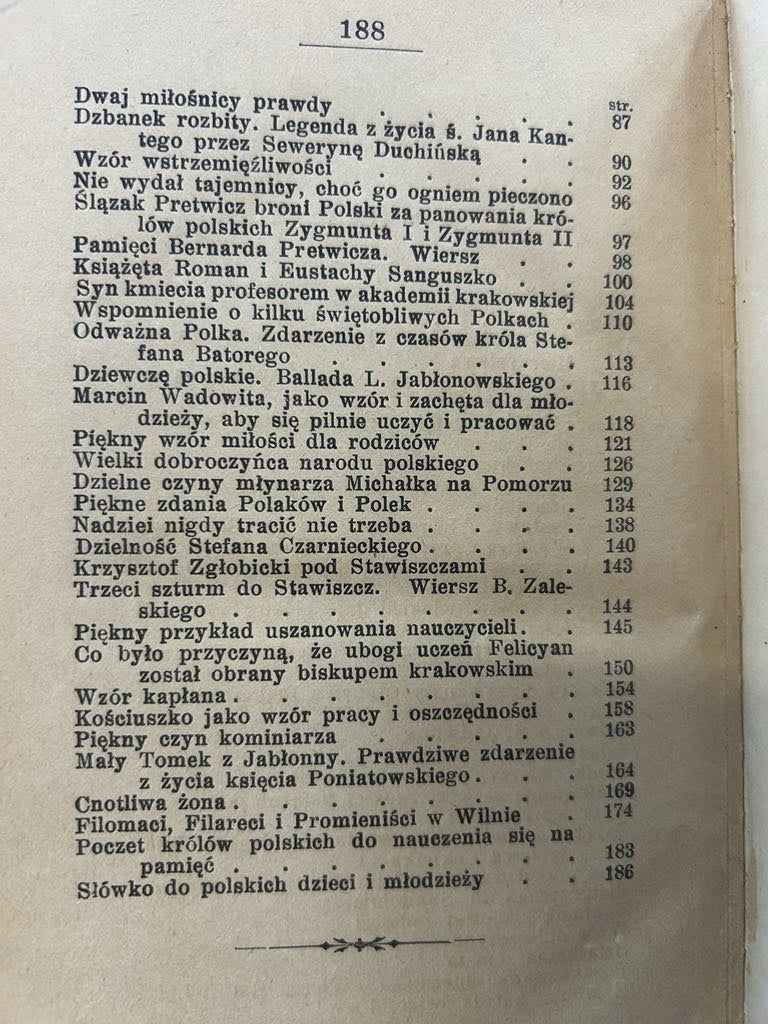 188
str.
Dwaj miłośnicy prawdy . . . . . 87
Dzbanek rozbity. Legenda z życia ś. Jana Kan-
tego przez Sewerynę Duchińską . . 90
Wzór wstrzemięźliwości . . . . . 92
Nie wydał tajemnicy, choć go ogniem pieczono 96
Ślązak Pretwicz broni Polski za panowania kró-
lów polskich Zygmunta I i Zygmunta II 97
Pamięci Bernarda Pretwicza. Wiersz . . 98
Książęta Roman i Eustachy Sanguszko . . 100
Syn kmiecia profesorem w akademii krakowskiej 104
Wspomnienie o kilku świętobliwych Polkach . 110
Odważna Polka. Zdarzenie z czasów króla Ste-
fana Batorego . . . . . . 113
Dziewczę polskie. Ballada L. Jabłonowskiego . 116
Marcin Wadowita, jako wzór i zachęta dla mło-
dzieży, aby się pilnie uczyć i pracować . 118
Piękny wzór miłości dla rodziców . . . 121
Wielki dobroczyńca narodu polskiego . . 126
Dzielne czyny młynarza Michałka na Pomorzu 129
Piękne zdania Polaków i Polek . . . . 134
Nadziei nigdy tracić nie trzeba . . . . 138
Dzielność Stefana Czarnieckiego . . . . 140
Krzysztof Zgłobicki pod Stawiszczami . . 143
Trzeci szturm do Stawiszcz. Wiersz B. Zale-
skiego . . . . . . . 144
Piękny przykład uszanowania nauczycieli. . 145
Co było przyczyną, że ubogi uczeń Felicyan
został obrany biskupem krakowskim . 150
Wzór kapłana . . . . . . . 154
Kościuszko jako wzór pracy i oszczędności . 158
Piękny czyn kominiarza . . . . . 163
Mały Tomek z Jabłonny. Prawdziwe zdarzenie
z życia księcia Poniatowskiego . . . 164
Cnotliwa żona . . . . . . . 169
Filomaci, Filareci i Promieniści w Wilnie . 174
Poczet królów polskich do nauczenia się na
pamięć . . . . . . . 183
Słówko do polskich dzieci i młodzieży . . 186